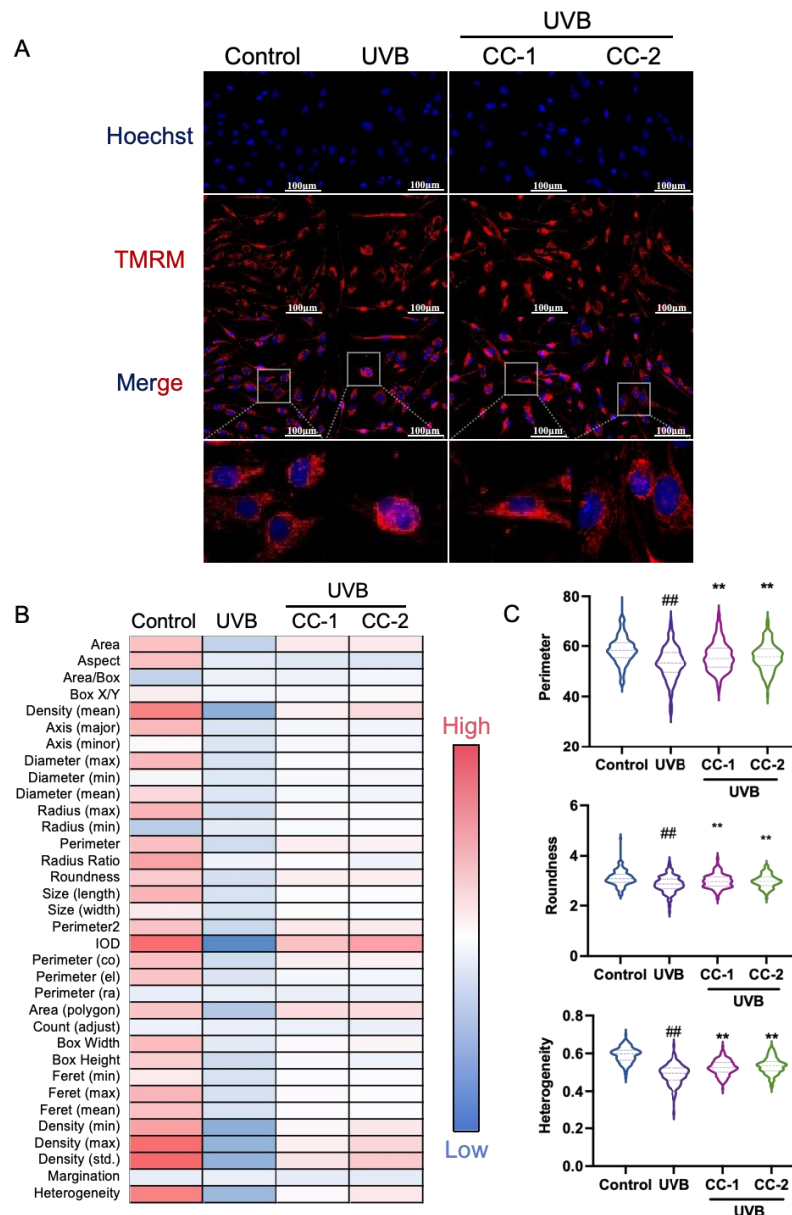 A
UVB
Control UVB CC-1 CC-2
Hoechst
100μm 100μm 100μm 100μm
TMRM
100μm 100μm 100μm 100μm
Merge
100μm 100μm 100μm 100μm
B
UVB
Control UVB CC-1 CC-2
Area
Aspect
Area/Box
Box X/Y
Density (mean)
Axis (major)
Axis (minor)
Diameter (max)
Diameter (min)
Diameter (mean)
Radius (max)
Radius (min)
Perimeter
Radius Ratio
Roundness
Size (length)
Size (width)
Perimeter2
IOD
Perimeter (co)
Perimeter (el)
Perimeter (ra)
Area (polygon)
Count (adjust)
Box Width
Box Height
Feret (min)
Feret (max)
Feret (mean)
Density (min)
Density (max)
Density (std.)
Margination
Heterogeneity
High
Low
C
Perimeter
80
60
40
20
## ** **
Control UVB CC-1 CC-2
UVB
Roundness
6
4
2
0
## ** **
Control UVB CC-1 CC-2
UVB
Heterogeneity
0.8
0.6
0.4
0.2
0.0
## ** **
Control UVB CC-1 CC-2
UVB